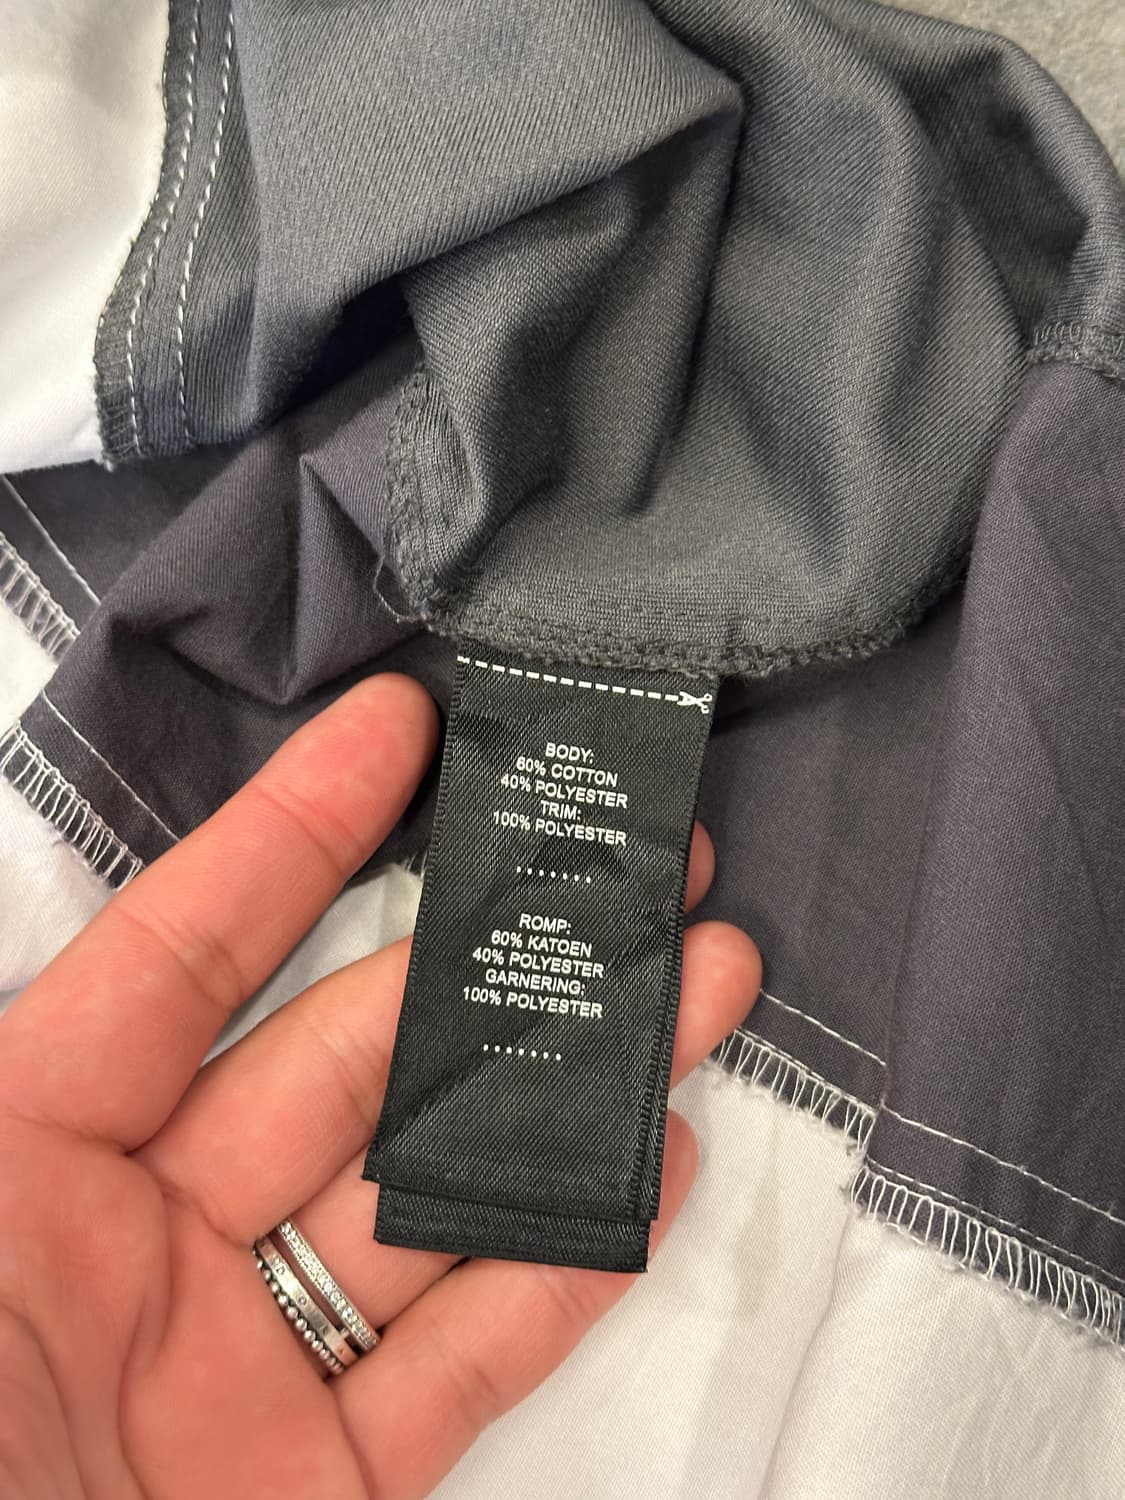 BODY:
60% COTTON
40% POLYESTER
TRIM:
100% POLYESTER
.......
ROMP:
60% KATOEN
40% POLYESTER
GARNERING:
100% POLYESTER
.......